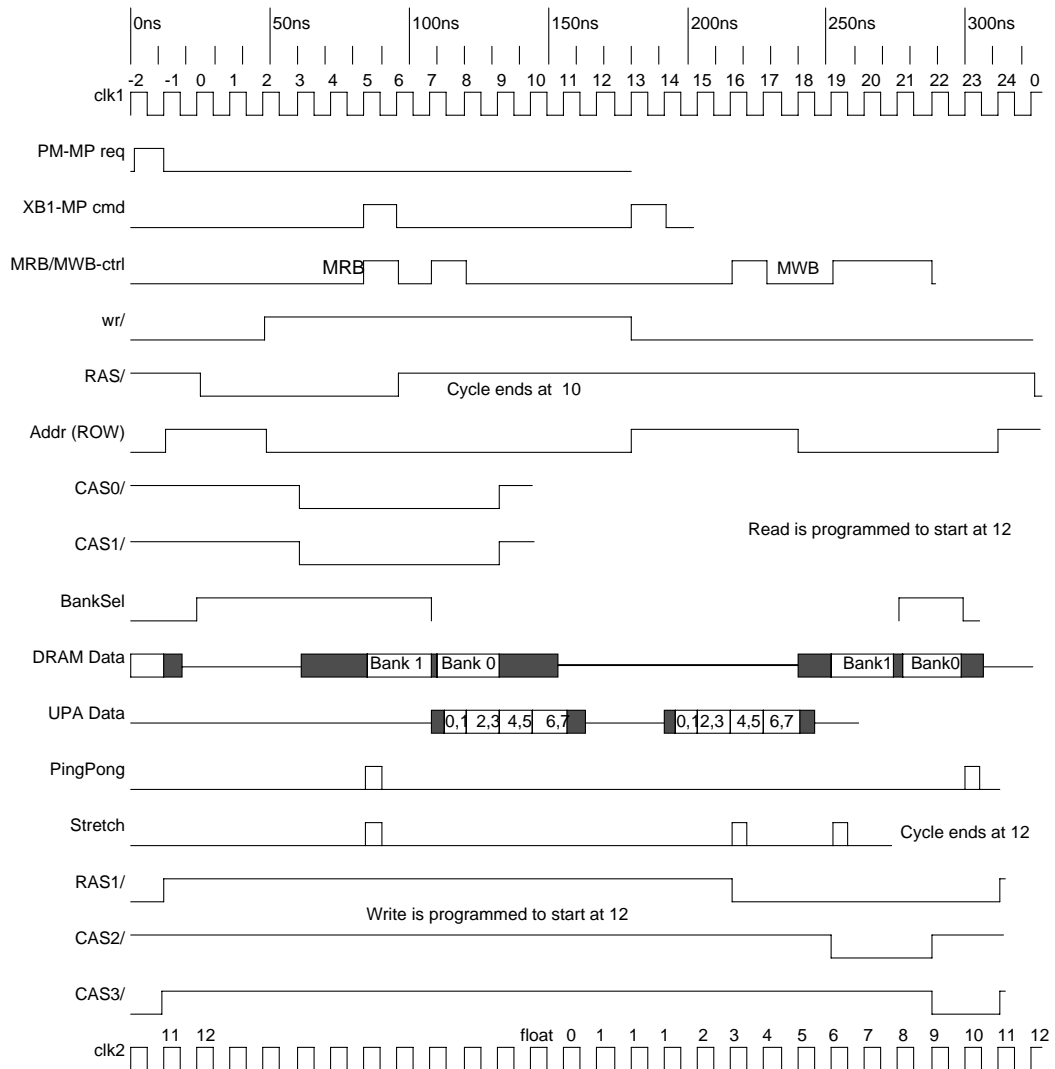 0ns 50ns 100ns 150ns 200ns 250ns 300ns
-2 -1 0 1 2 3 4 5 6 7 8 9 10 11 12 13 14 15 16 17 18 19 20 21 22 23 24 0
clk1
PM-MP req
XB1-MP cmd
MRB/MWB-ctrl MRB MWB
wr/
RAS/ Cycle ends at 10
Addr (ROW)
CAS0/
Read is programmed to start at 12
CAS1/
BankSel
DRAM Data Bank 1 Bank 0 Bank1 Bank0
UPA Data 0,1 2,3 4,5 6,7 0,1 2,3 4,5 6,7
PingPong
Stretch Cycle ends at 12
RAS1/
Write is programmed to start at 12
CAS2/
CAS3/
11 12 float 0 1 1 1 2 3 4 5 6 7 8 9 10 11 12
clk2